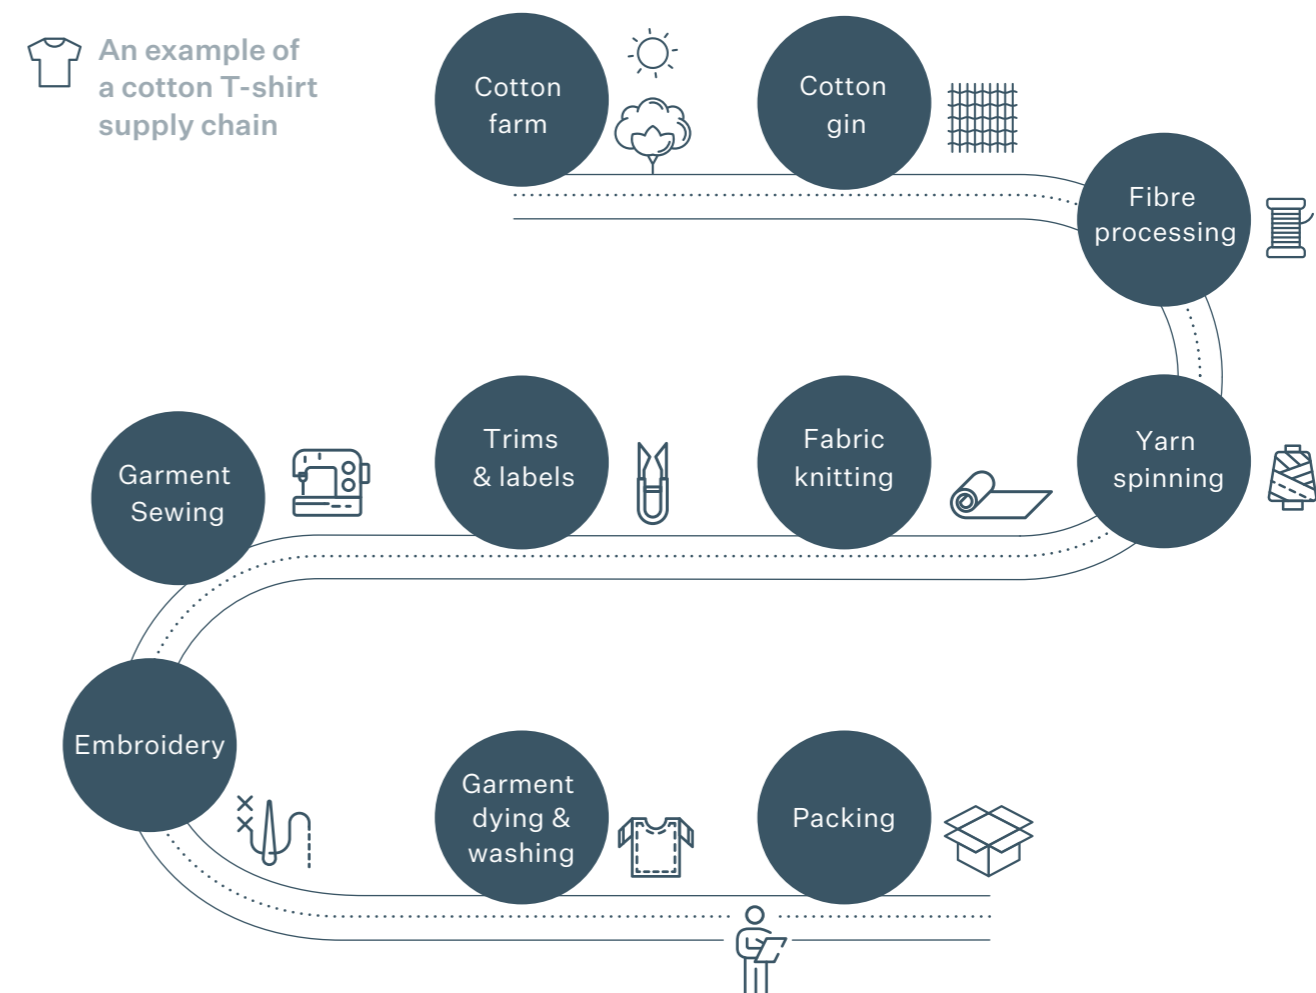 An example of
a cotton T-shirt
supply chain
Cotton
farm
Cotton
gin
Fibre
processing
Yarn
spinning
Fabric
knitting
Trims
& labels
Garment
Sewing
Embroidery
Garment
dying &
washing
Packing